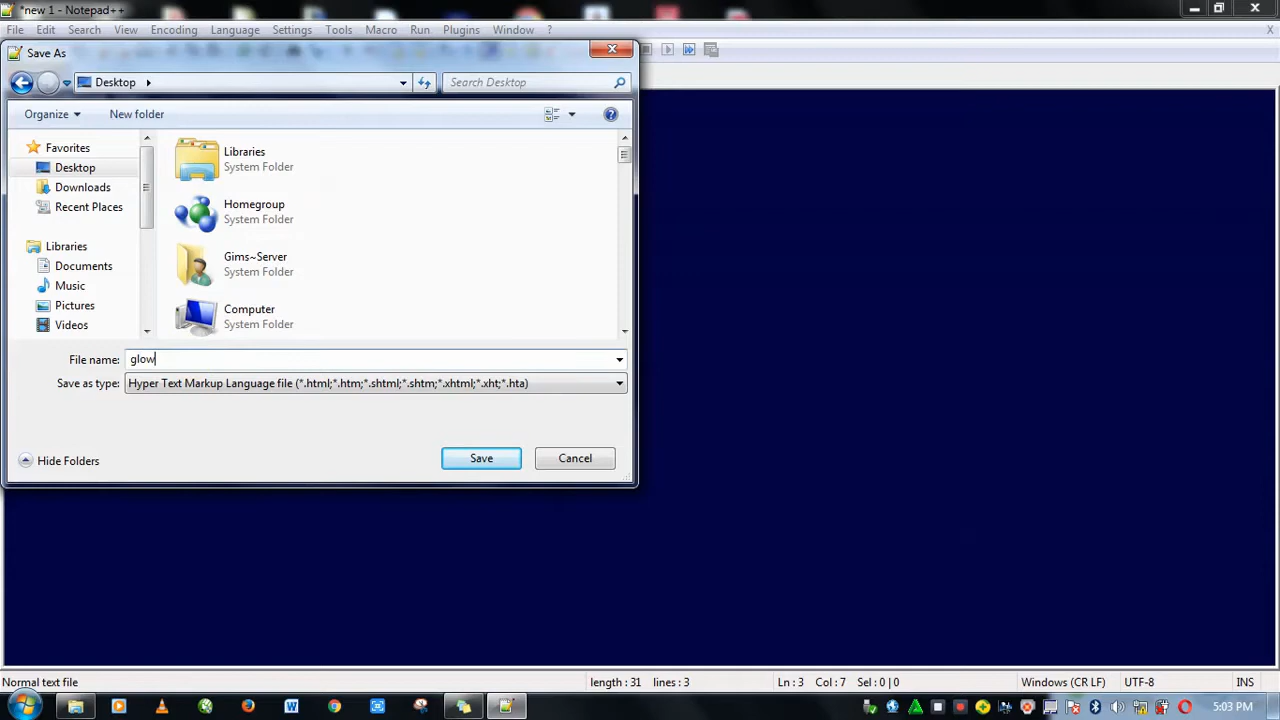 *new 1 - Notepad++
File Edit Search View Encoding Language Settings Tools Macro Run Plugins Window ? X
Save As
Desktop
Search Desktop
Organize New folder
Favorites
Desktop
Downloads
Recent Places
Libraries
Documents
Music
Pictures
Videos
Libraries
System Folder
Homegroup
System Folder
Gims~Server
System Folder
Computer
System Folder
File name: glow
Save as type: Hyper Text Markup Language file (*.html;*.htm;*.shtml;*.shtm;*.xhtml;*.xht;*.hta)
Hide Folders
Save Cancel
Normal text file length : 31 lines : 3 Ln : 3 Col : 7 Sel : 0 | 0 Windows (CR LF) UTF-8 INS
5:03 PM